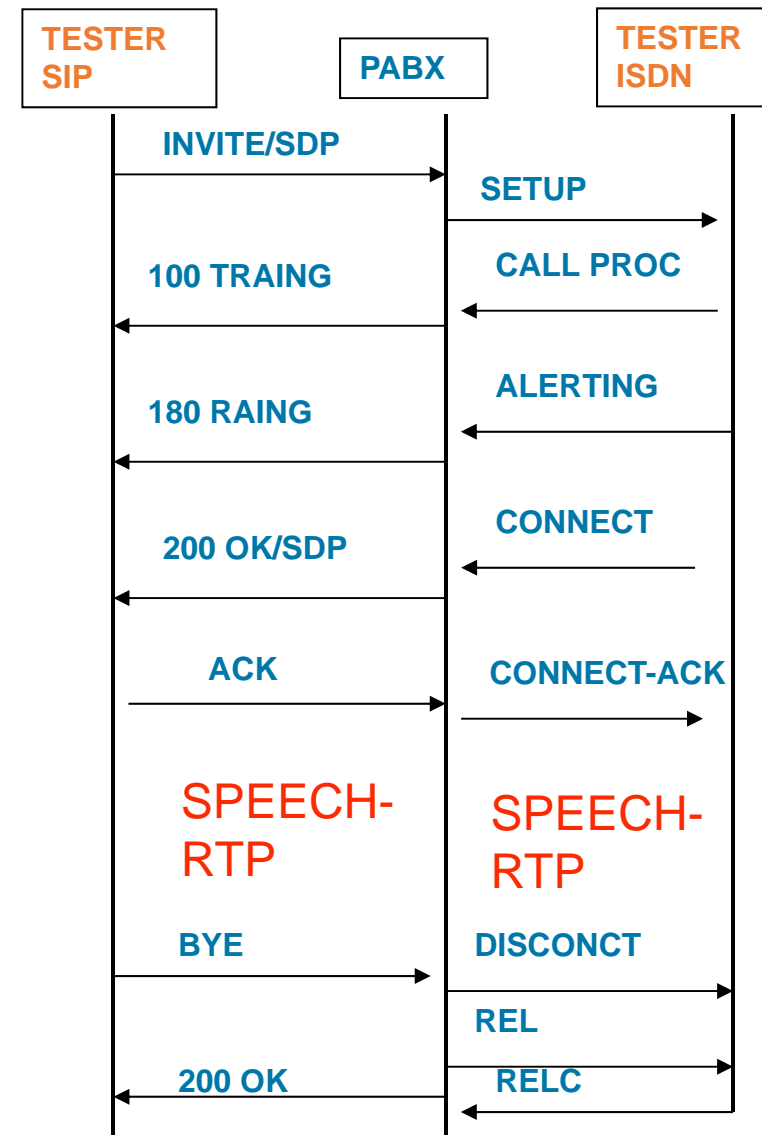 TESTER
SIP
PABX
TESTER
ISDN
INVITE/SDP
SETUP
CALL PROC
100 TRAING
ALERTING
180 RAING
CONNECT
200 OK/SDP
ACK
CONNECT-ACK
SPEECH-
RTP
SPEECH-
RTP
BYE
DISCONCT
REL
200 OK
RELC